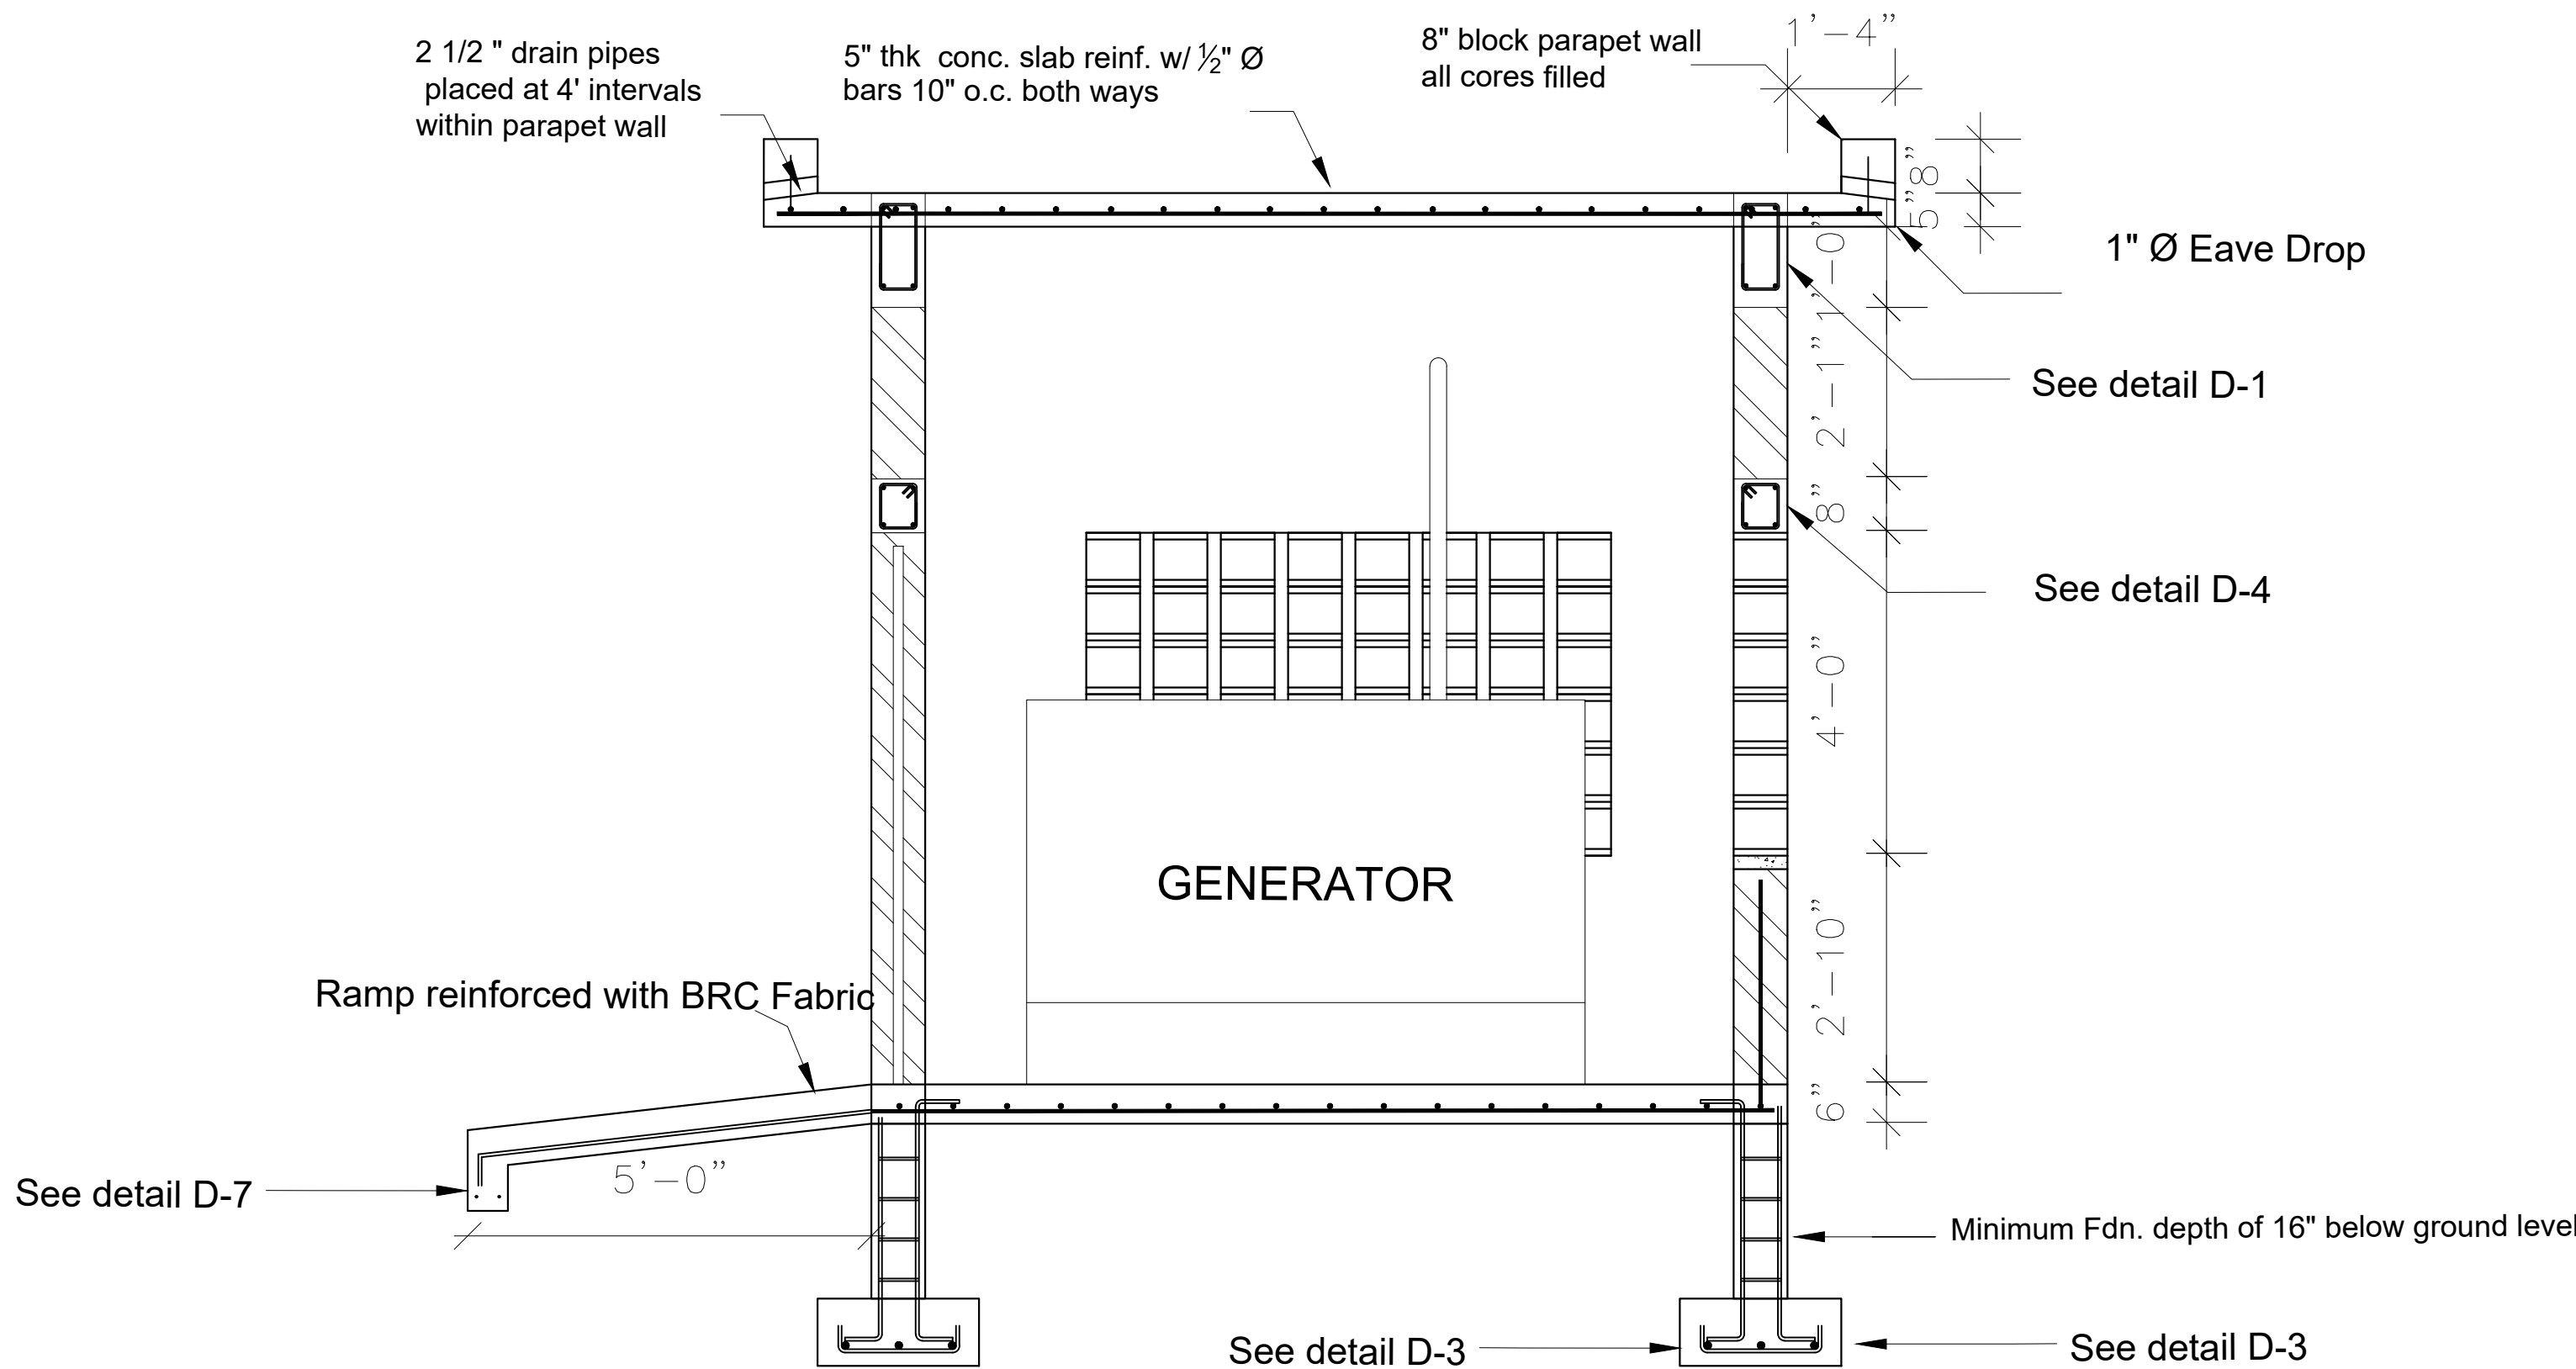 2 1/2 " drain pipes
placed at 4' intervals
within parapet wall
5" thk conc. slab reinf. w/ ½" Ø
bars 10" o.c. both ways
8" block parapet wall
all cores filled
1'-4"
8"
5"
1" Ø Eave Drop
1'-0"
See detail D-1
2'-1"
8"
See detail D-4
4'-0"
GENERATOR
2'-10"
Ramp reinforced with BRC Fabric
6"
5'-0"
See detail D-7
Minimum Fdn. depth of 16" below ground level
See detail D-3
See detail D-3